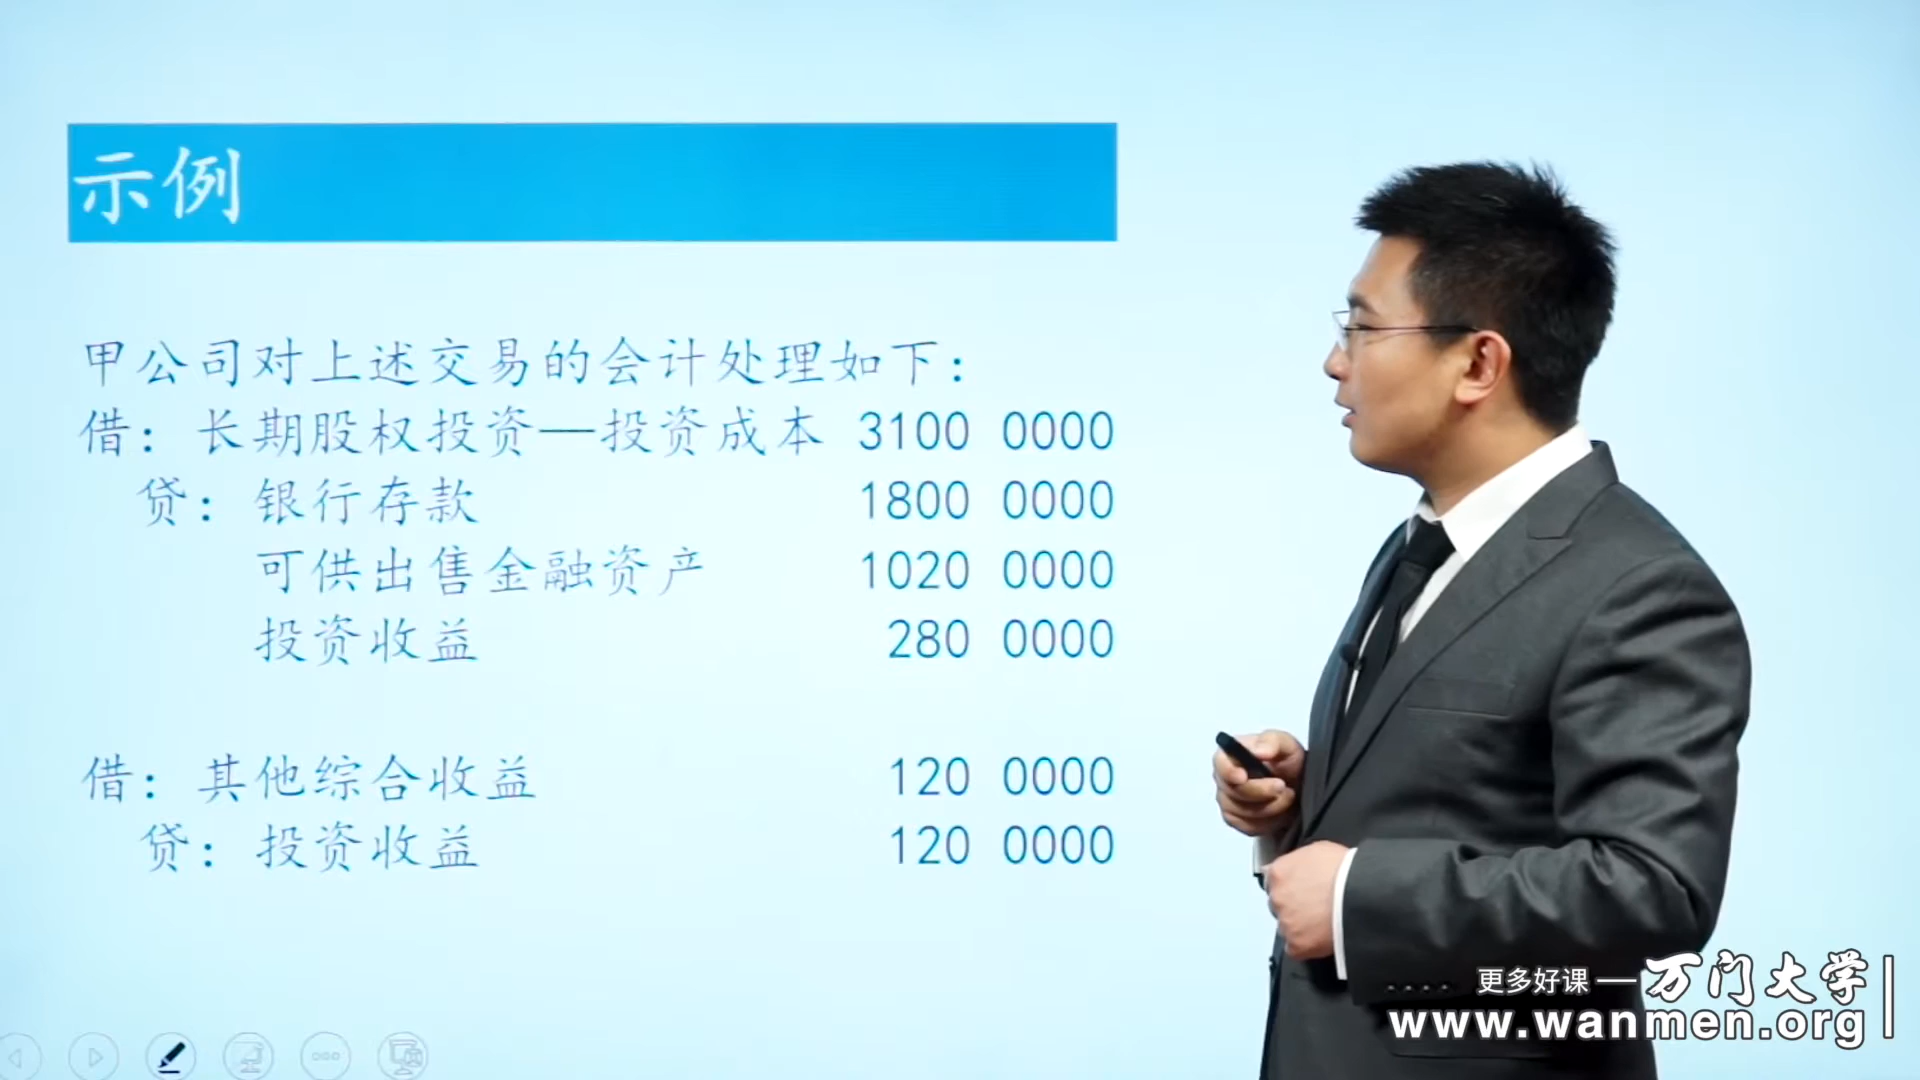 示例
甲公司对上述交易的会计处理如下：
借：长期股权投资—投资成本 3100 0000
贷：银行存款 1800 0000
可供出售金融资产 1020 0000
投资收益 280 0000
借：其他综合收益 120 0000
贷：投资收益 120 0000
更多好课—万门大学
www.wanmen.org